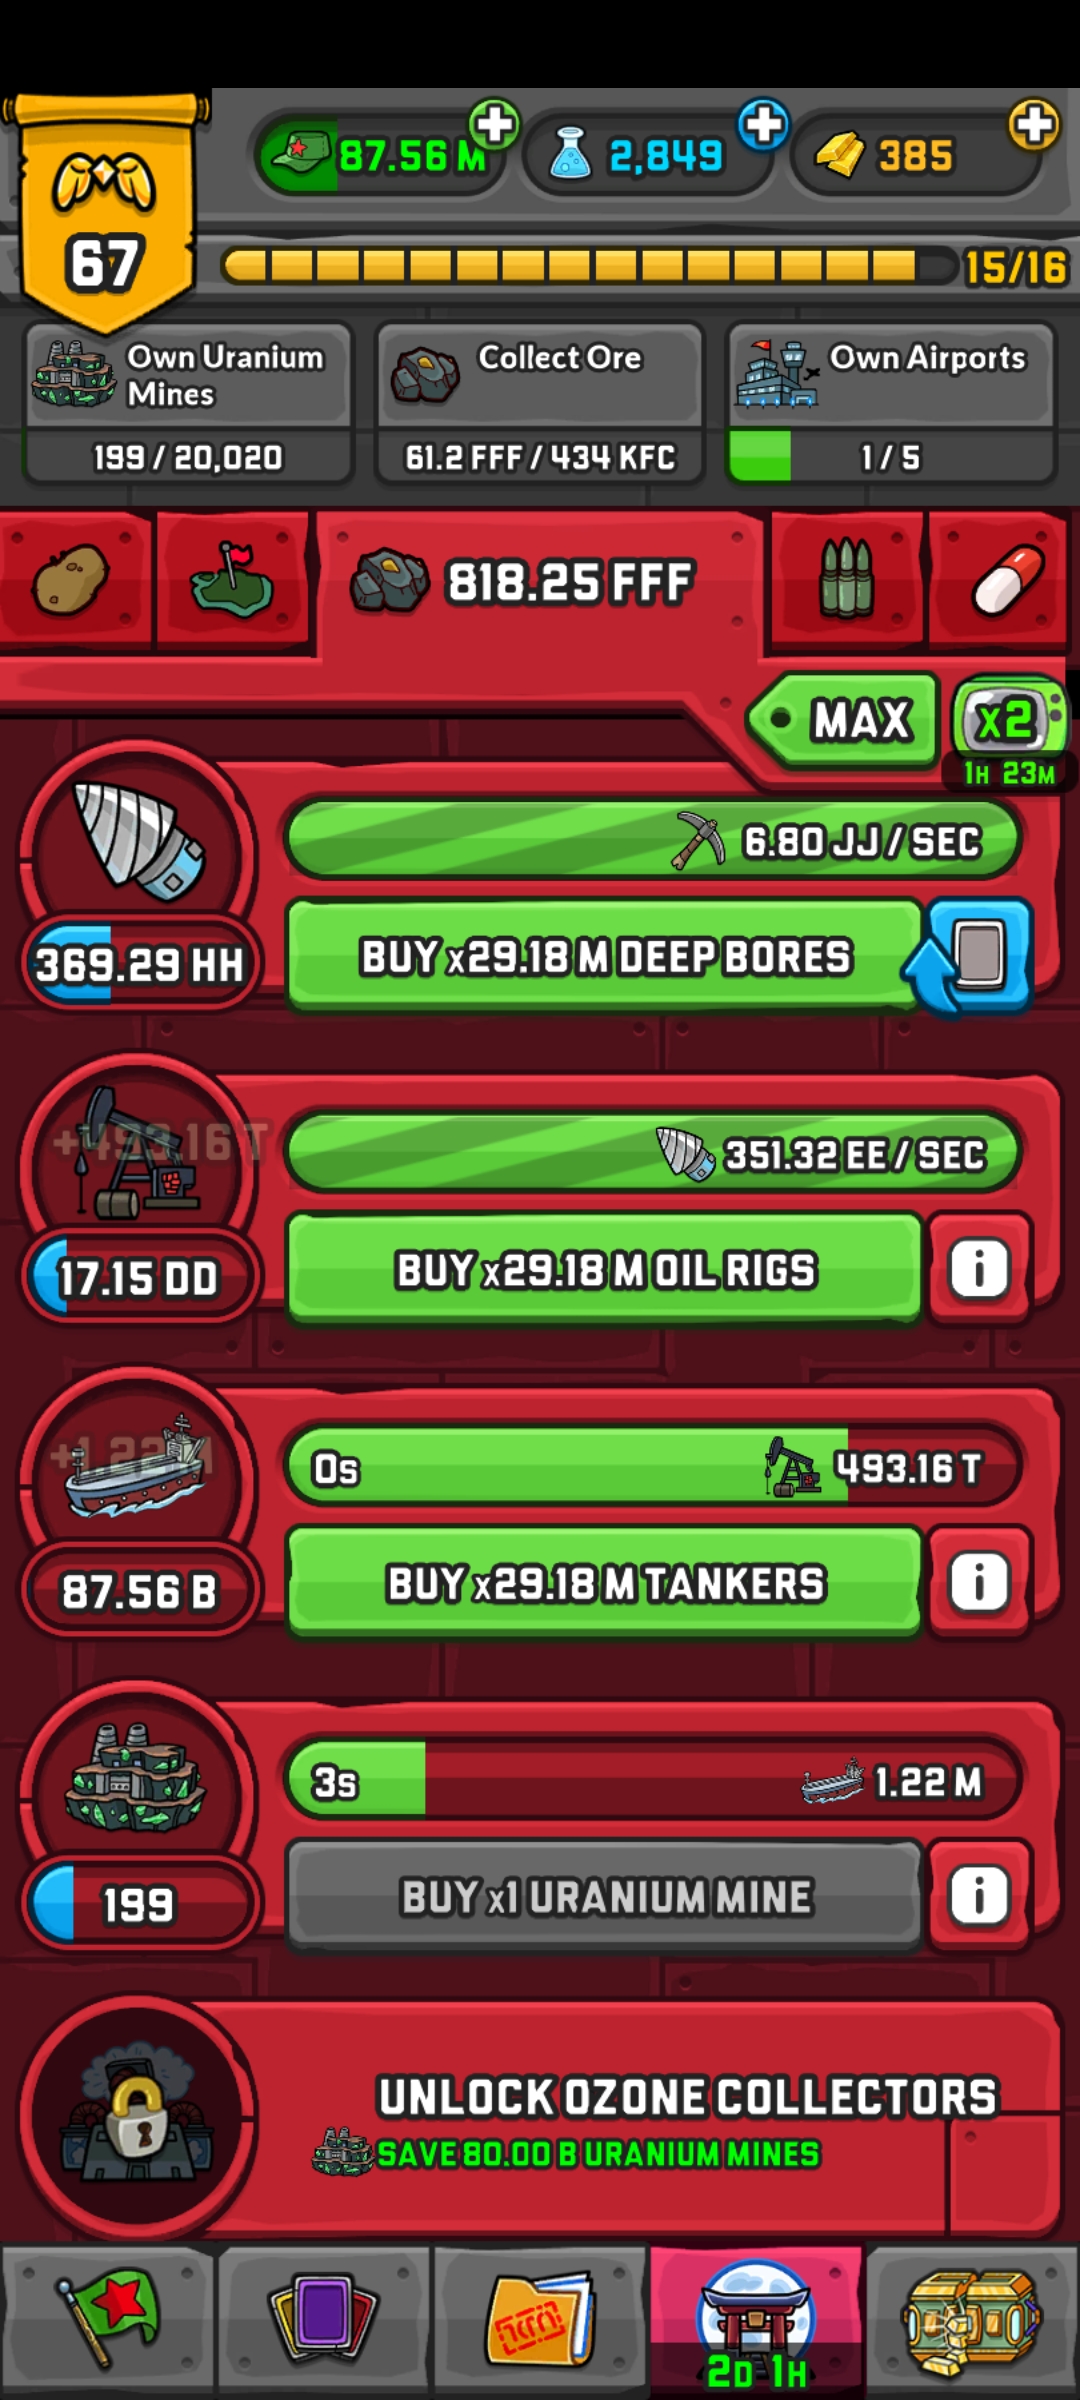 87.56 M
2,849
385
67
15/16
Own Uranium
Mines
199 / 20,020
Collect Ore
61.2 FFF / 434 KFC
Own Airports
1 / 5
818.25 FFF
MAX
x2
1H 23M
6.80 JJ / SEC
369.29 HH
BUY x29.18 M DEEP BORES
+493.16 T
351.32 EE / SEC
17.15 DD
BUY x29.18 M OIL RIGS
i
+1.22 M
0s
493.16 T
87.56 B
BUY x29.18 M TANKERS
i
3s
1.22 M
199
BUY x1 URANIUM MINE
i
UNLOCK OZONE COLLECTORS
SAVE 80.00 B URANIUM MINES
2D 1H